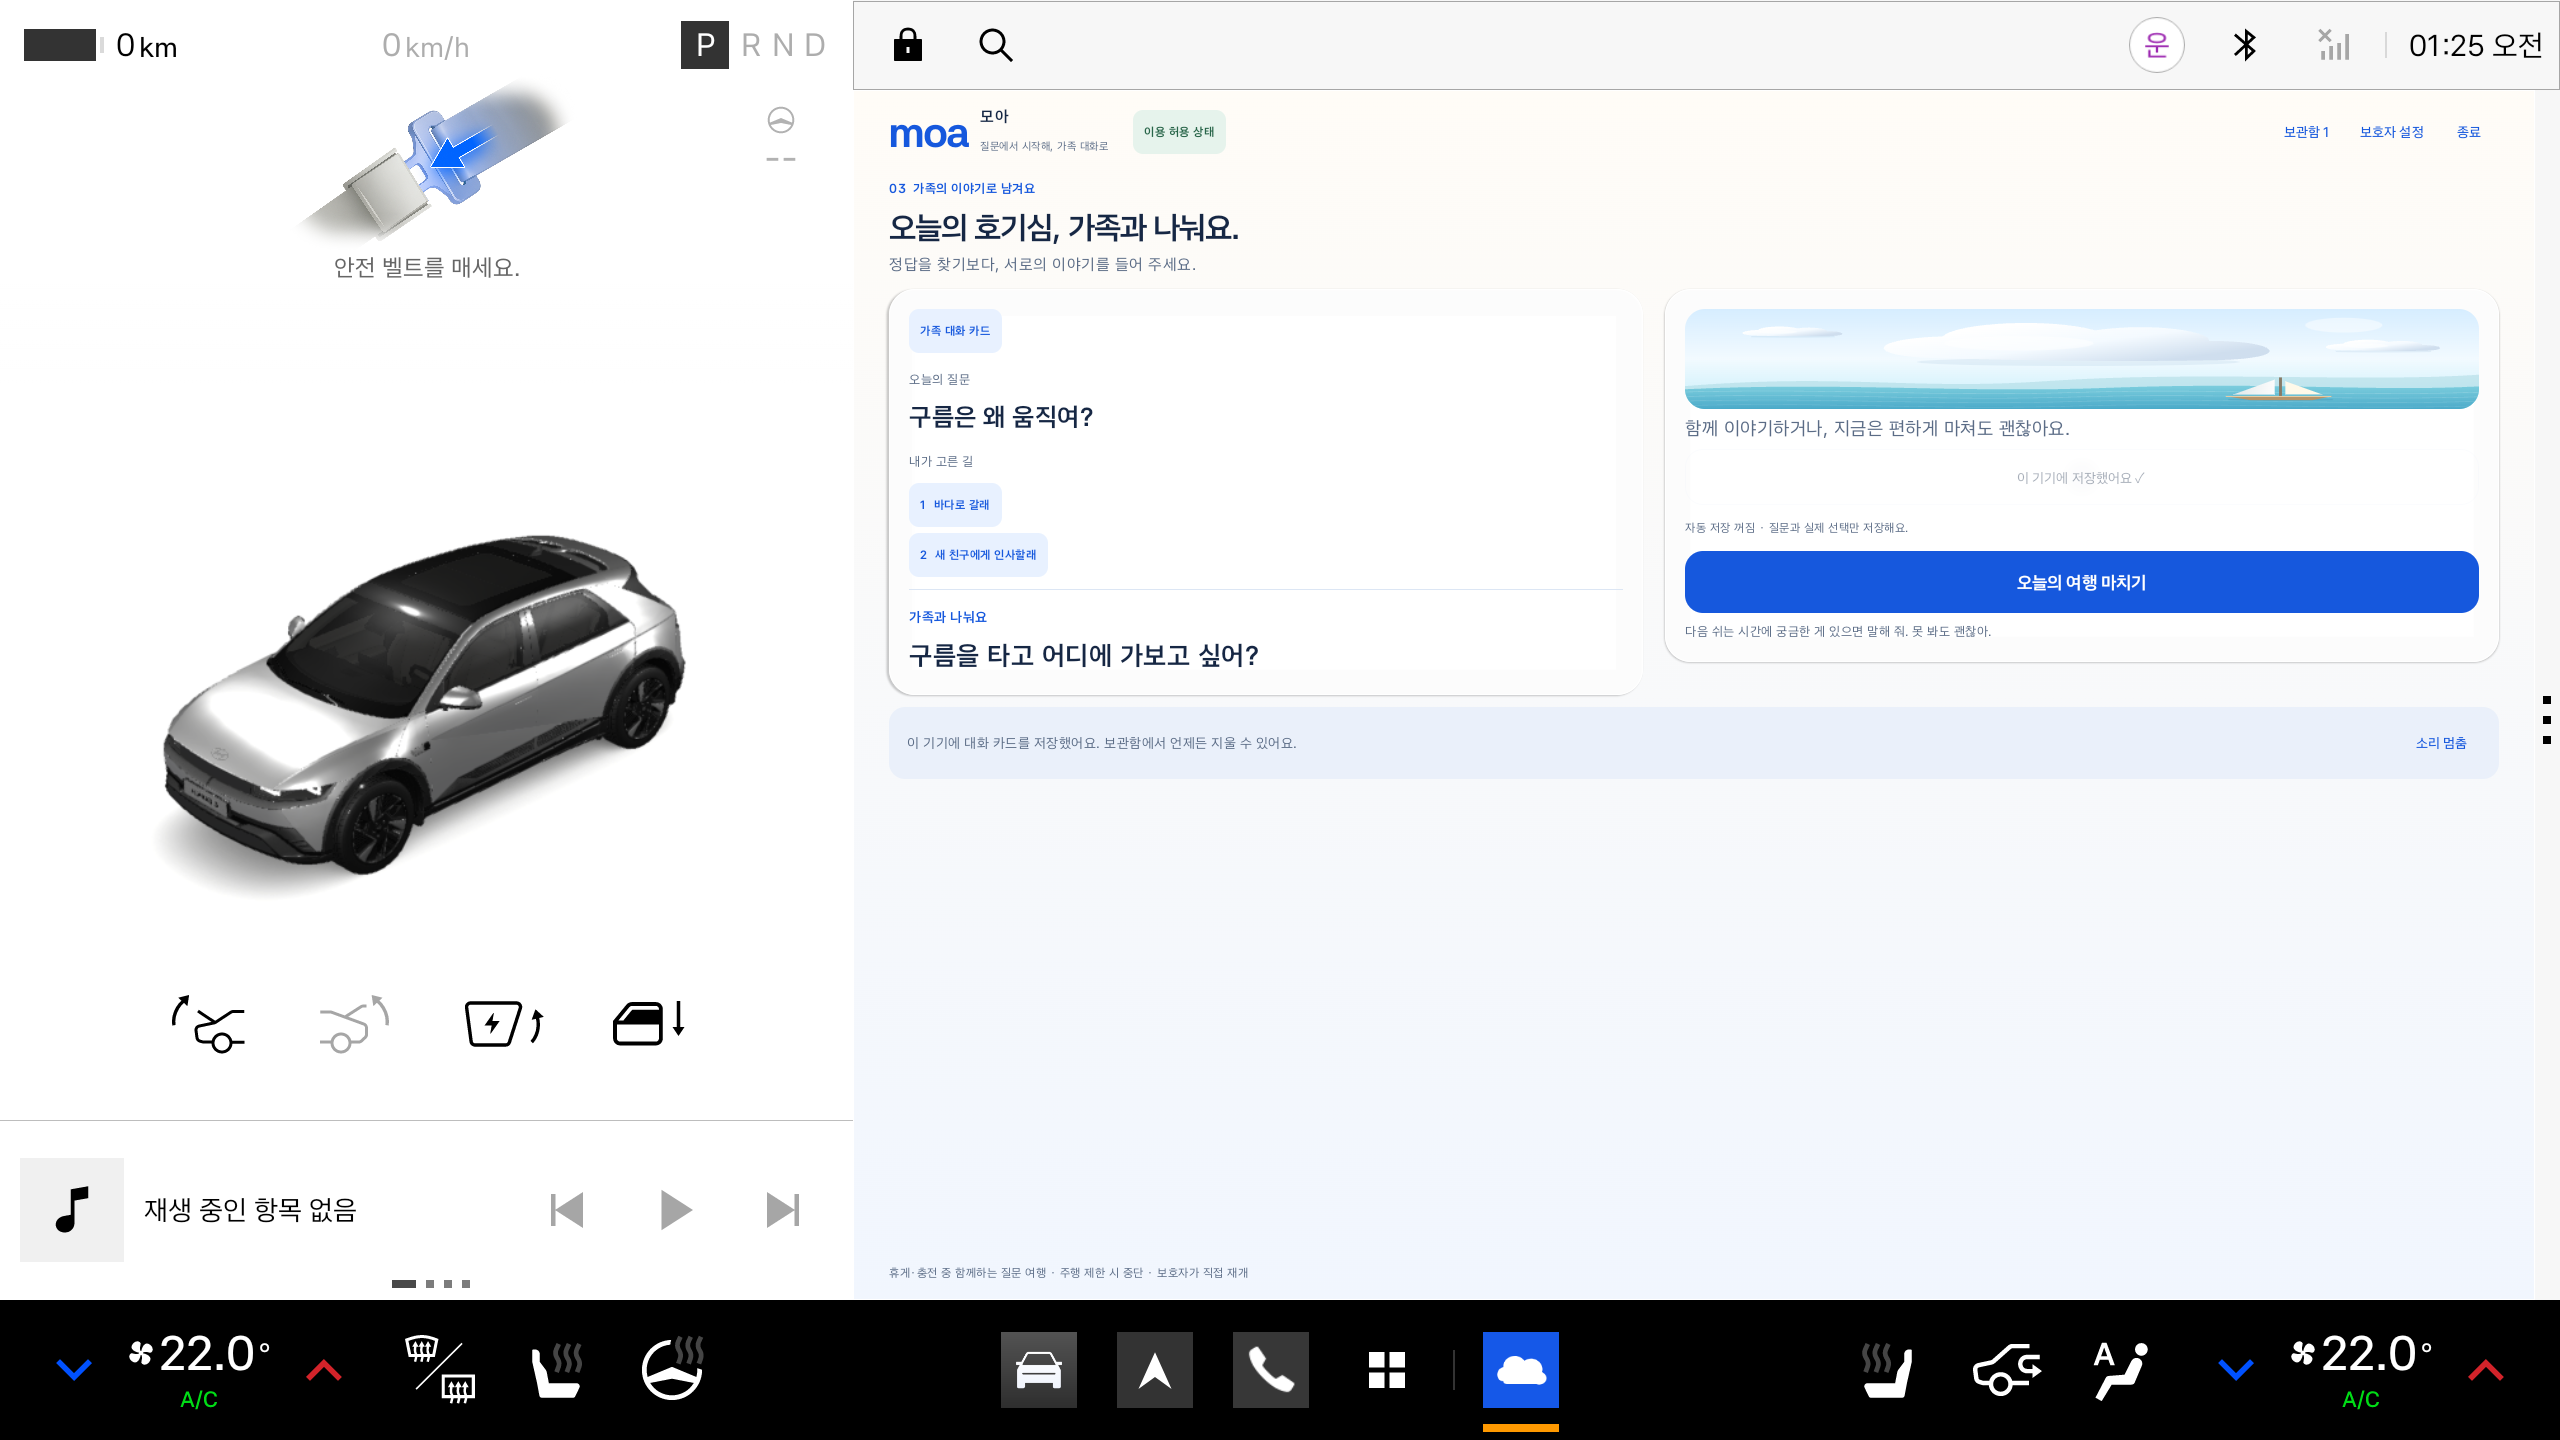 0 km
0 km/h
P R N D
안전 벨트를 매세요.
재생 중인 항목 없음
운
01:25 오전
moa
모아
질문에서 시작해, 가족 대화로
이용 허용 상태
보관함 1
보호자 설정
종료
03 가족의 이야기로 남겨요
오늘의 호기심, 가족과 나눠요.
정답을 찾기보다, 서로의 이야기를 들어 주세요.
가족 대화 카드
오늘의 질문
구름은 왜 움직여?
내가 고른 길
1 바다로 갈래
2 새 친구에게 인사할래
가족과 나눠요
구름을 타고 어디에 가보고 싶어?
함께 이야기하거나, 지금은 편하게 마쳐도 괜찮아요.
이 기기에 저장했어요 ✓
자동 저장 꺼짐 · 질문과 실제 선택만 저장해요.
오늘의 여행 마치기
다음 쉬는 시간에 궁금한 게 있으면 말해 줘. 못 봐도 괜찮아.
이 기기에 대화 카드를 저장했어요. 보관함에서 언제든 지울 수 있어요.
소리 멈춤
휴게·충전 중 함께하는 질문 여행 · 주행 제한 시 중단 · 보호자가 직접 재개
22.0°
A/C
A
22.0°
A/C